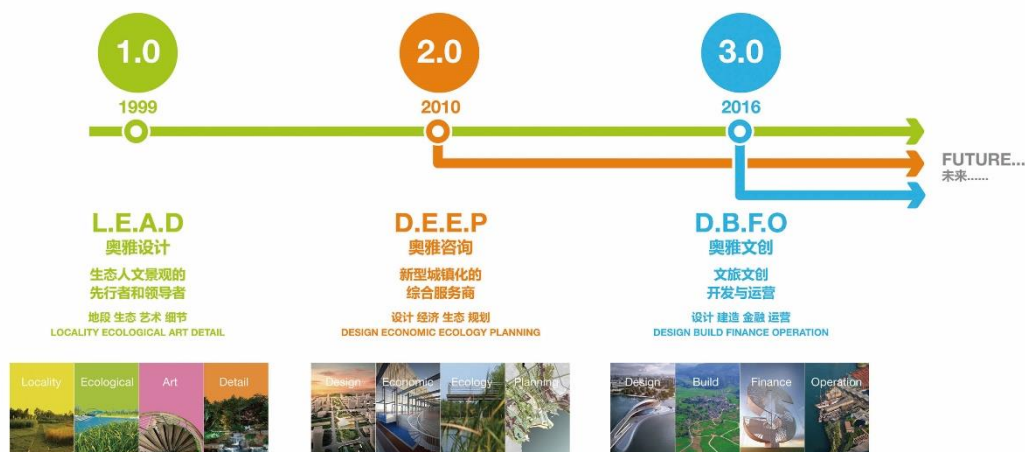 1.0
1999
L.E.A.D
奥雅设计
生态人文景观的
先行者和领导者
地段 生态 艺术 细节
LOCALITY ECOLOGICAL ART DETAIL
Locality
Ecological
Art
Detail
2.0
2010
D.E.E.P
奥雅咨询
新型城镇化的
综合服务商
设计 经济 生态 规划
DESIGN ECONOMIC ECOLOGY PLANNING
Design
Economic
Ecology
Planning
3.0
2016
D.B.F.O
奥雅文创
文旅文创
开发与运营
设计 建造 金融 运营
DESIGN BUILD FINANCE OPERATION
Design
Build
Finance
Operation
FUTURE...
未来......